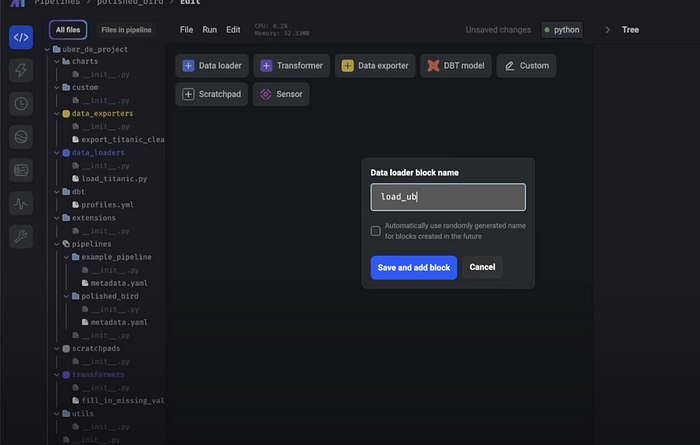 Pipelines / polished_bird / Edit
All files Files in pipeline
File Run Edit CPU: 0.2%
Memory: 52.33MB
Unsaved changes python Tree
uber_de_project
charts
__init__.py
custom
__init__.py
data_exporters
__init__.py
export_titanic_clea
data_loaders
__init__.py
load_titanic.py
dbt
profiles.yml
extensions
__init__.py
pipelines
example_pipeline
__init__.py
metadata.yaml
polished_bird
__init__.py
metadata.yaml
__init__.py
scratchpads
__init__.py
transformers
__init__.py
fill_in_missing_val
utils
__init__.py
__init__.py
Data loader Transformer Data exporter DBT model Custom
Scratchpad Sensor
Data loader block name
load_ub
Automatically use randomly generated name
for blocks created in the future
Save and add block Cancel